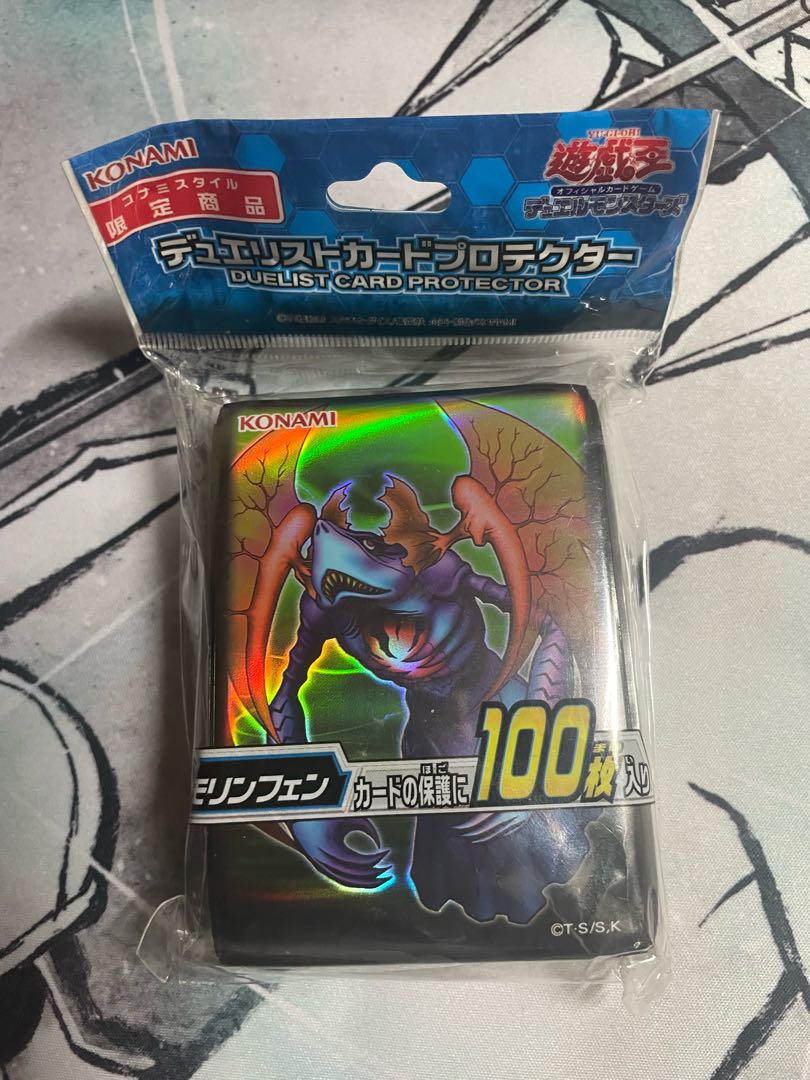 KONAMI
コナミスタイル
限定商品
YU-GI-OH!
遊戯王
オフィシャルカードゲーム
デュエルモンスターズ
デュエリストカードプロテクター
DUELIST CARD PROTECTOR
KONAMI
モリンフェン
カードの保護に
ほご
100枚入り
まい
©T·S/S,K